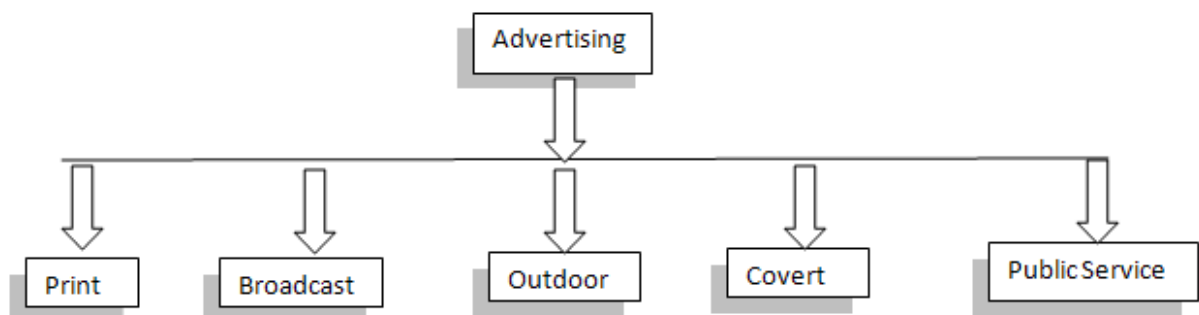 Advertising
Print
Broadcast
Outdoor
Covert
Public Service